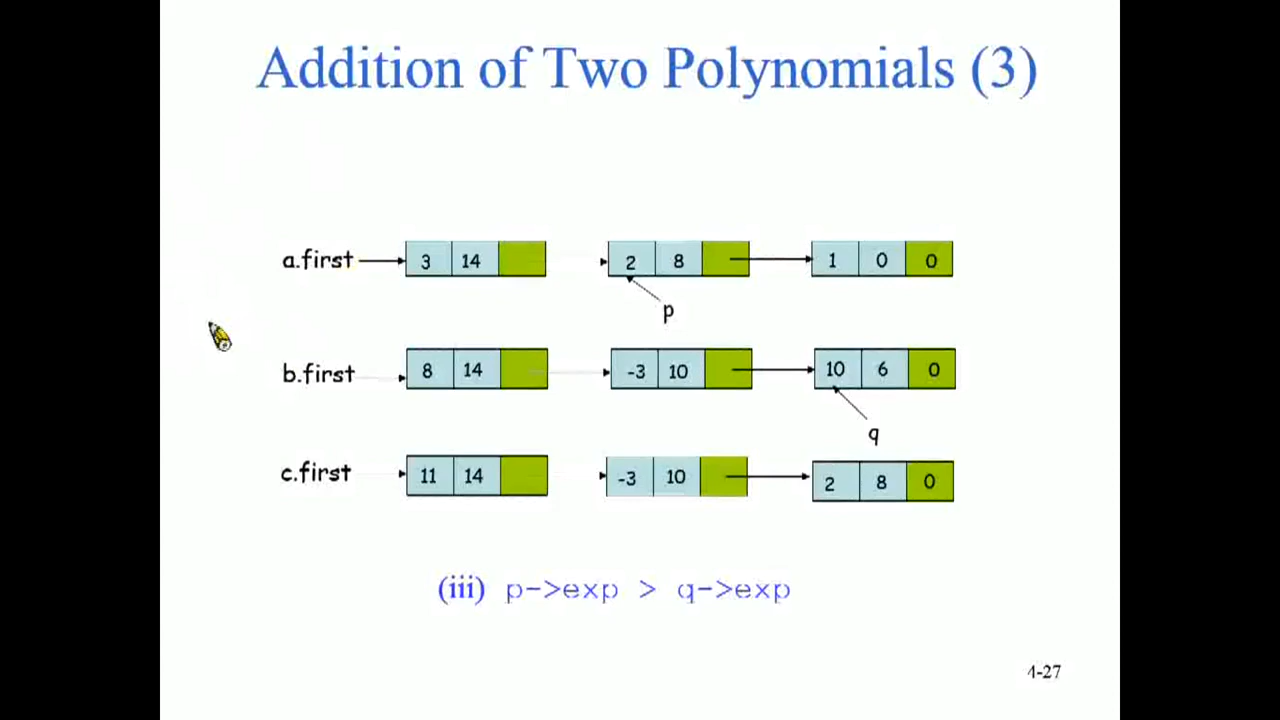 Addition of Two Polynomials (3)
a.first 3 14 2 8 1 0 0
p
b.first 8 14 -3 10 10 6 0
q
c.first 11 14 -3 10 2 8 0
(iii) p->exp > q->exp
4-27